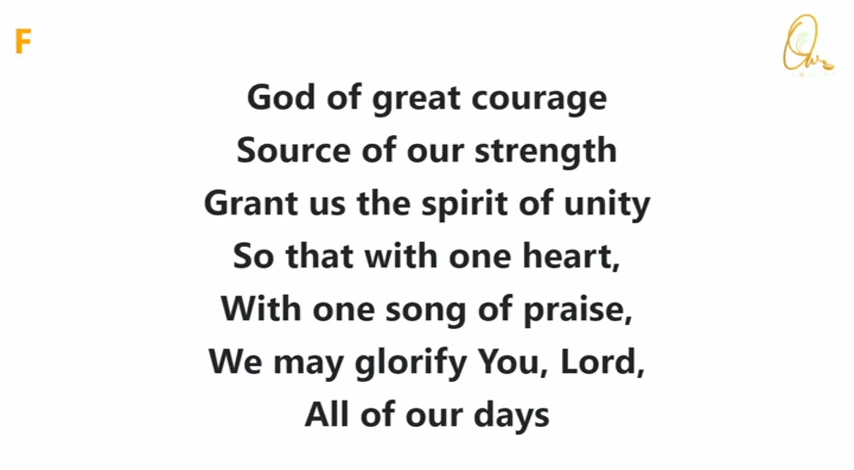 F
God of great courage
Source of our strength
Grant us the spirit of unity
So that with one heart,
With one song of praise,
We may glorify You, Lord,
All of our days